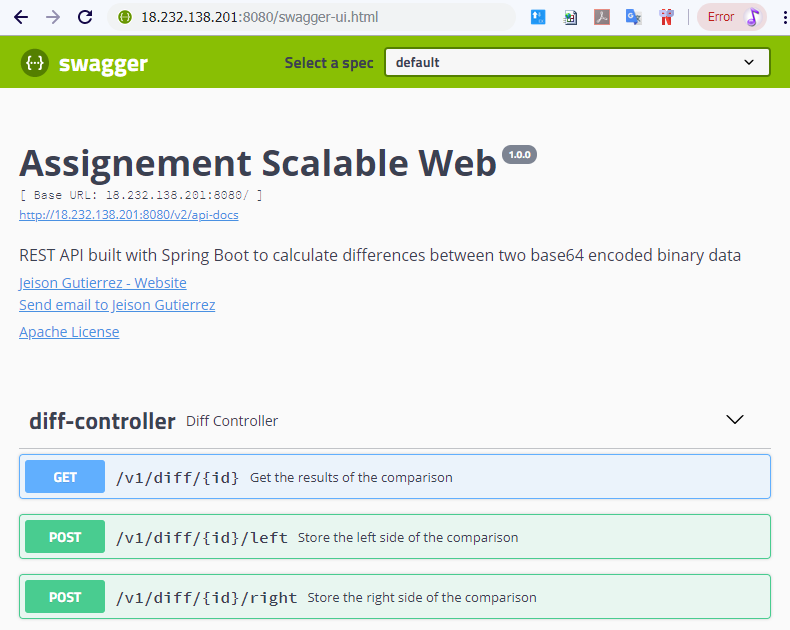 18.232.138.201:8080/swagger-ui.html Error
{··} swagger Select a spec default
Assignement Scalable Web 1.0.0
[ Base URL: 18.232.138.201:8080/ ]
http://18.232.138.201:8080/v2/api-docs
REST API built with Spring Boot to calculate differences between two base64 encoded binary data
Jeison Gutierrez - Website
Send email to Jeison Gutierrez
Apache License
diff-controller Diff Controller
GET /v1/diff/{id} Get the results of the comparison
POST /v1/diff/{id}/left Store the left side of the comparison
POST /v1/diff/{id}/right Store the right side of the comparison